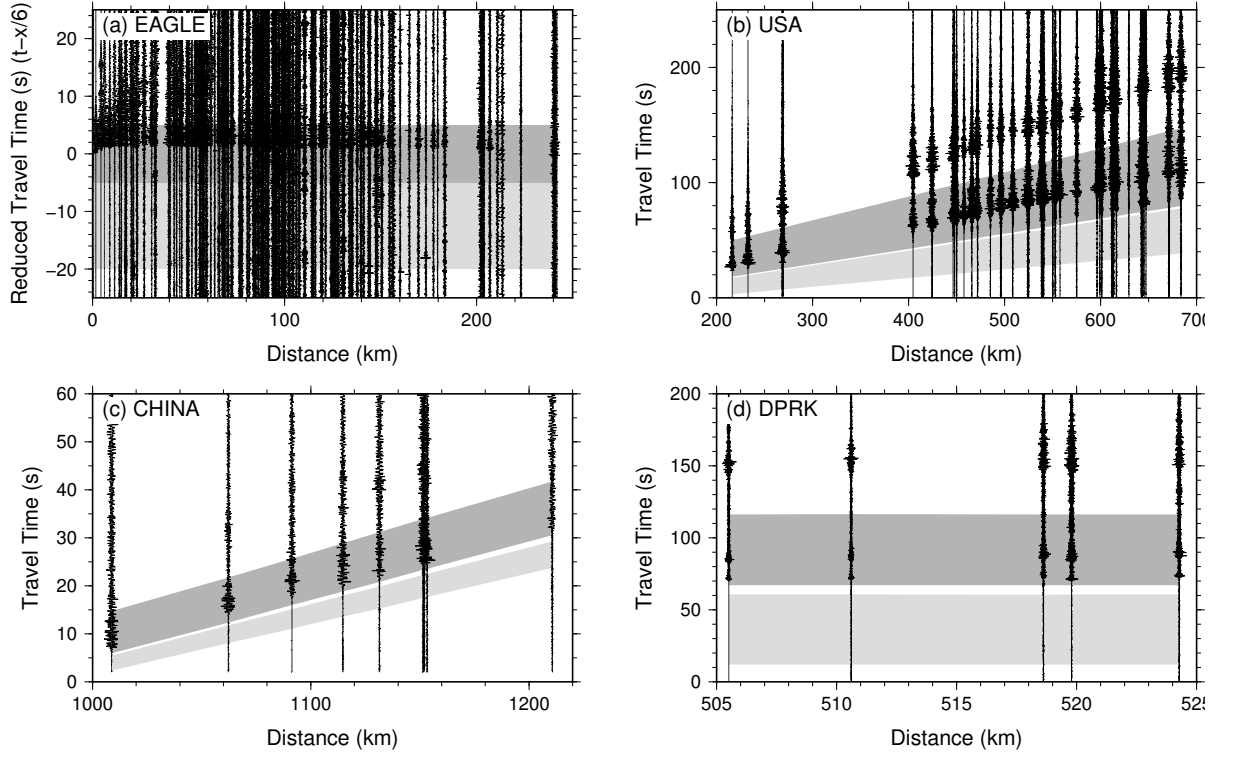 (a) EAGLE
Reduced Travel Time (s) (t−x/6)
20
10
0
−10
−20
0 100 200
Distance (km)
(b) USA
Travel Time (s)
200
100
0
200 300 400 500 600 700
Distance (km)
(c) CHINA
Travel Time (s)
60
50
40
30
20
10
0
1000 1100 1200
Distance (km)
(d) DPRK
Travel Time (s)
200
150
100
50
0
505 510 515 520 525
Distance (km)